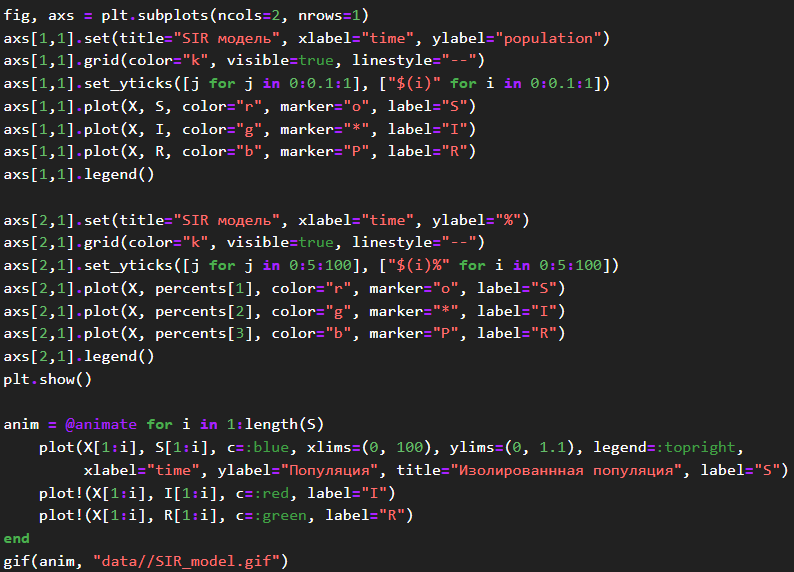 fig, axs = plt.subplots(ncols=2, nrows=1)
axs[1,1].set(title="SIR модель", xlabel="time", ylabel="population")
axs[1,1].grid(color="k", visible=true, linestyle="--")
axs[1,1].set_yticks([j for j in 0:0.1:1], ["$(i)" for i in 0:0.1:1])
axs[1,1].plot(X, S, color="r", marker="o", label="S")
axs[1,1].plot(X, I, color="g", marker="*", label="I")
axs[1,1].plot(X, R, color="b", marker="P", label="R")
axs[1,1].legend()

axs[2,1].set(title="SIR модель", xlabel="time", ylabel="%")
axs[2,1].grid(color="k", visible=true, linestyle="--")
axs[2,1].set_yticks([j for j in 0:5:100], ["$(i)%" for i in 0:5:100])
axs[2,1].plot(X, percents[1], color="r", marker="o", label="S")
axs[2,1].plot(X, percents[2], color="g", marker="*", label="I")
axs[2,1].plot(X, percents[3], color="b", marker="P", label="R")
axs[2,1].legend()
plt.show()

anim = @animate for i in 1:length(S)
    plot(X[1:i], S[1:i], c=:blue, xlims=(0, 100), ylims=(0, 1.1), legend=:topright,
        xlabel="time", ylabel="Популяция", title="Изолированнная популяция", label="S")
    plot!(X[1:i], I[1:i], c=:red, label="I")
    plot!(X[1:i], R[1:i], c=:green, label="R")
end
gif(anim, "data//SIR_model.gif")